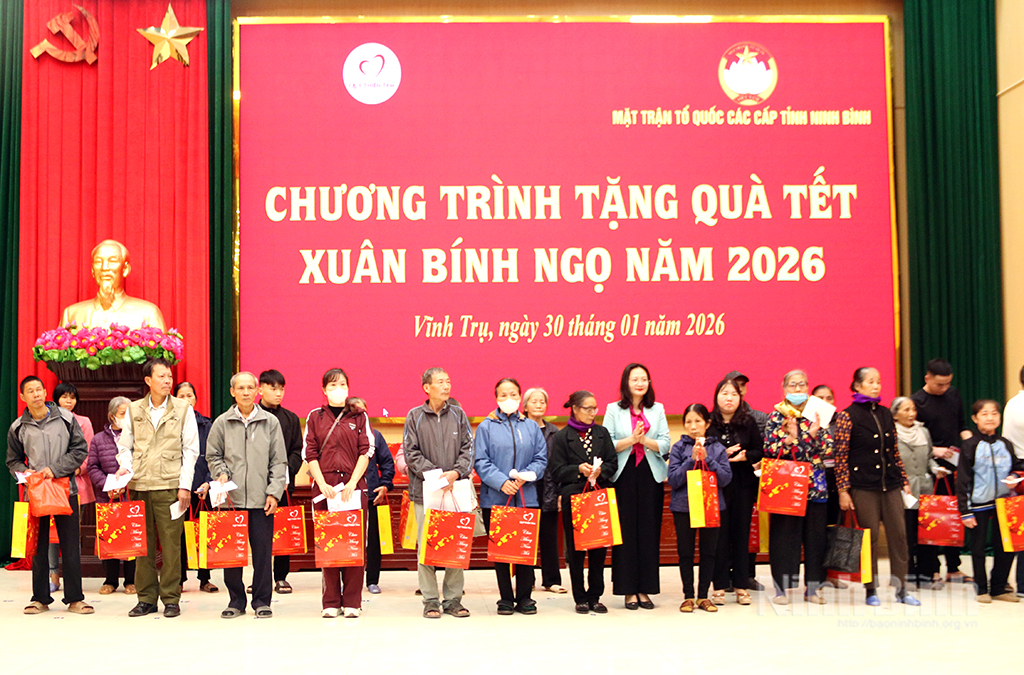 MẶT TRẬN TỔ QUỐC CÁC CẤP TỈNH NINH BÌNH
CHƯƠNG TRÌNH TẶNG QUÀ TẾT
XUÂN BÍNH NGỌ NĂM 2026
Vĩnh Trụ, ngày 30 tháng 01 năm 2026
Ninh Bình
http://baoninhbinh.org.vn